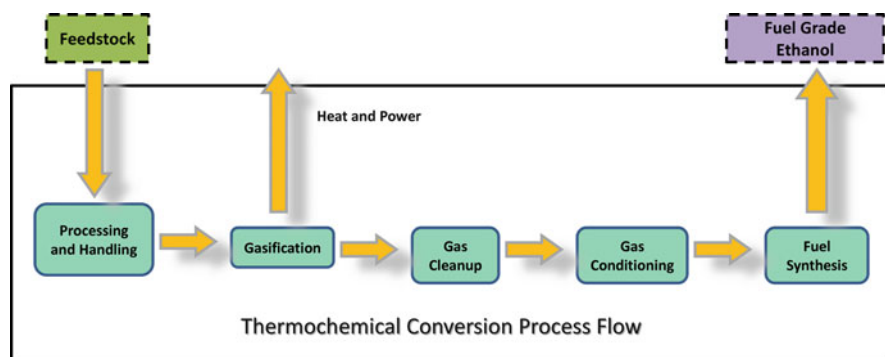 Feedstock
Fuel Grade
Ethanol
Heat and Power
Processing
and Handling
Gasification
Gas
Cleanup
Gas
Conditioning
Fuel
Synthesis
Thermochemical Conversion Process Flow